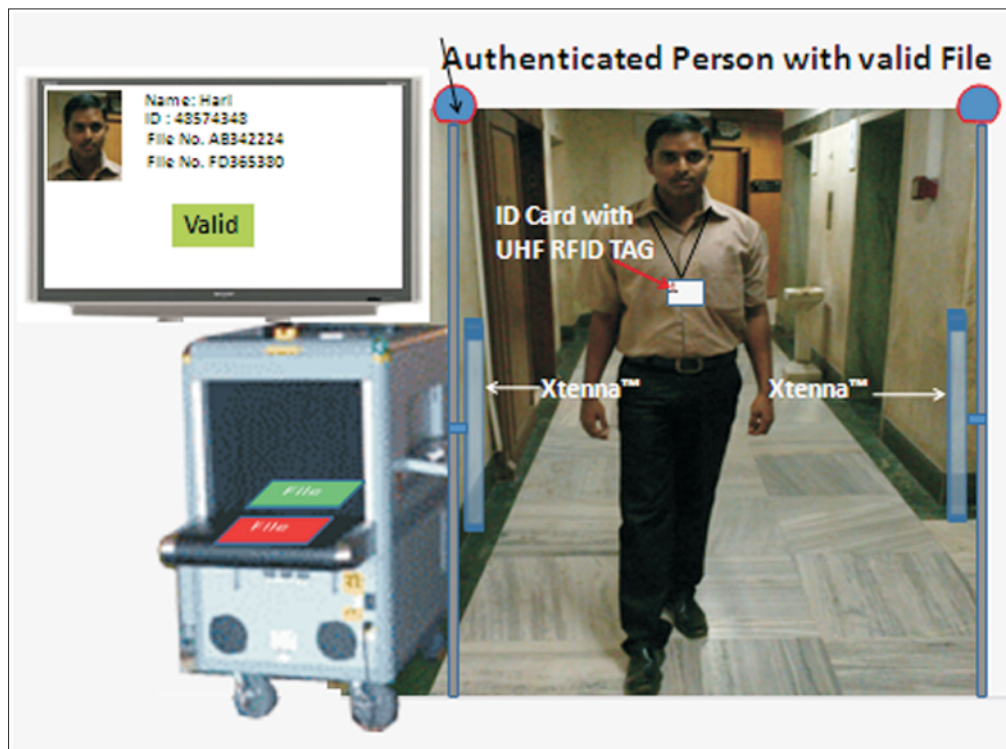 Authenticated Person with valid File
Name: Hari
ID : 48574348
File No. AB342224
File No. FD365380
Valid
ID Card with
UHF RFID TAG
Xtenna™
Xtenna™
File
File